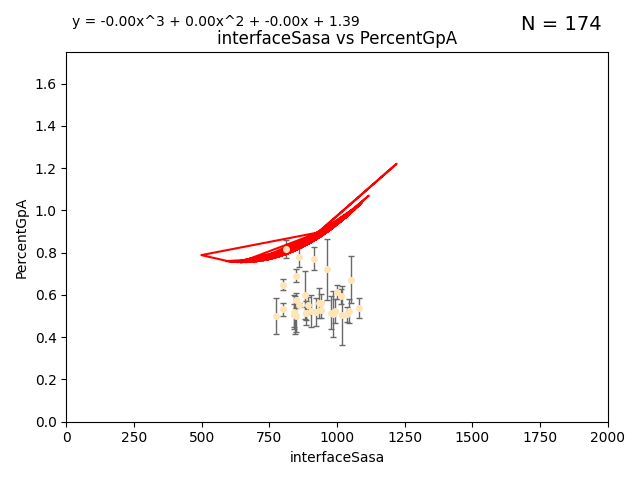 y = -0.00x^3 + 0.00x^2 + -0.00x + 1.39
N = 174
interfaceSasa vs PercentGpA
PercentGpA
1.6
1.4
1.2
1.0
0.8
0.6
0.4
0.2
0.0
0 250 500 750 1000 1250 1500 1750 2000
interfaceSasa